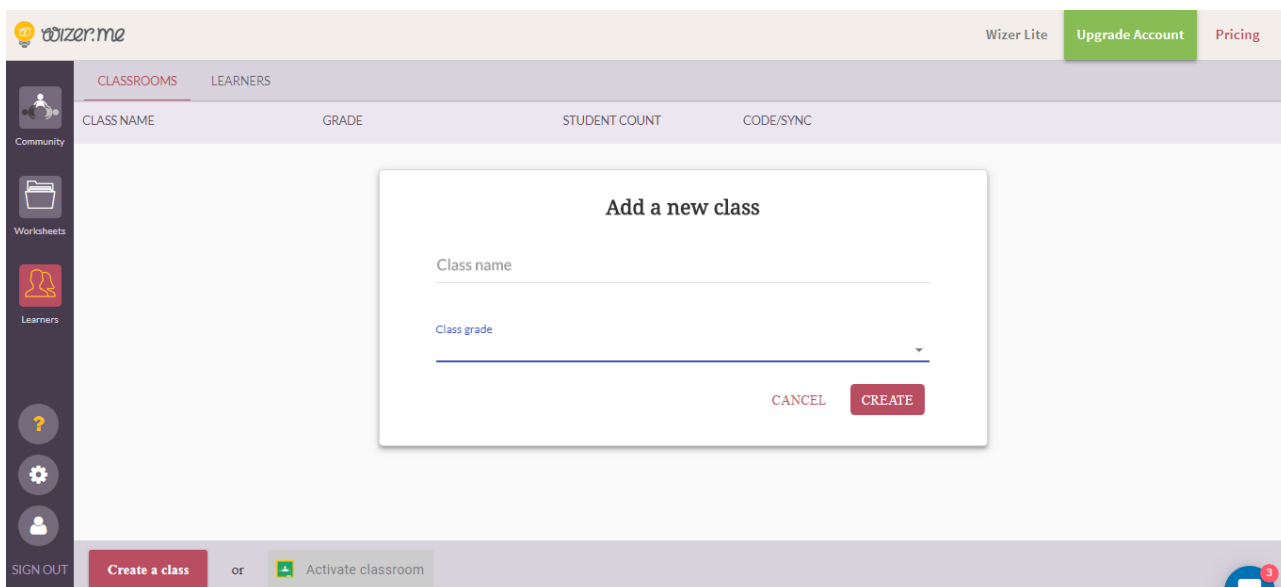 wizer.me
Wizer Lite
Upgrade Account
Pricing
CLASSROOMS LEARNERS
CLASS NAME GRADE STUDENT COUNT CODE/SYNC
Community
Worksheets
Learners
Add a new class
Class name
Class grade
CANCEL CREATE
?
SIGN OUT
Create a class or Activate classroom
3